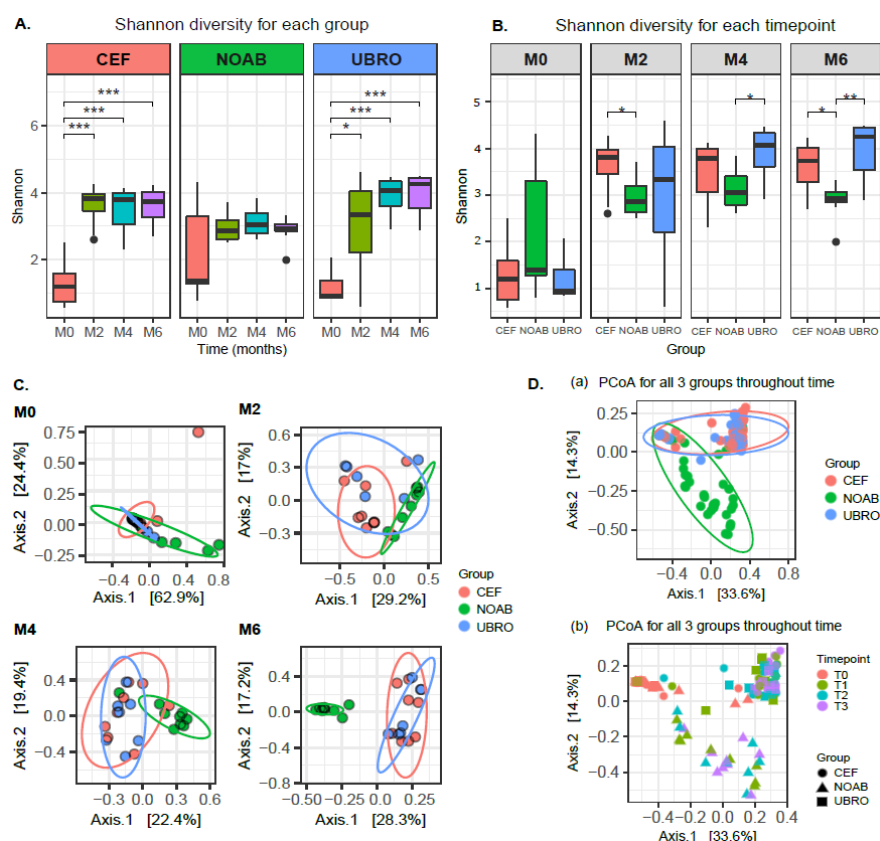 A. Shannon diversity for each group
CEF NOAB UBRO
***
***
***
***
***
*
6
4
2
Shannon
M0 M2 M4 M6 M0 M2 M4 M6 M0 M2 M4 M6
Time (months)
B. Shannon diversity for each timepoint
M0 M2 M4 M6
* * * **
5
4
3
2
1
Shannon
CEF NOAB UBRO CEF NOAB UBRO CEF NOAB UBRO CEF NOAB UBRO
Group
C.
M0
0.75
0.50
0.25
0.00
−0.25
Axis.2 [24.4%]
−0.4 0.0 0.4 0.8
Axis.1 [62.9%]
M2
0.6
0.3
0.0
−0.3
Axis.2 [17%]
−0.5 0.0 0.5
Axis.1 [29.2%]
Group
CEF
NOAB
UBRO
M4
0.4
0.0
−0.4
Axis.2 [19.4%]
−0.3 0.0 0.3 0.6
Axis.1 [22.4%]
M6
0.4
0.0
−0.4
−0.8
Axis.2 [17.2%]
−0.50 −0.25 0.00 0.25
Axis.1 [28.3%]
D. (a) PCoA for all 3 groups throughout time
0.25
0.00
−0.25
−0.50
Axis.2 [14.3%]
−0.4 0.0 0.4 0.8
Axis.1 [33.6%]
Group
CEF
NOAB
UBRO
(b) PCoA for all 3 groups throughout time
0.2
0.0
−0.2
−0.4
Axis.2 [14.3%]
−0.4 −0.2 0.0 0.2 0.4
Axis.1 [33.6%]
Timepoint
T0
T1
T2
T3
Group
CEF
NOAB
UBRO